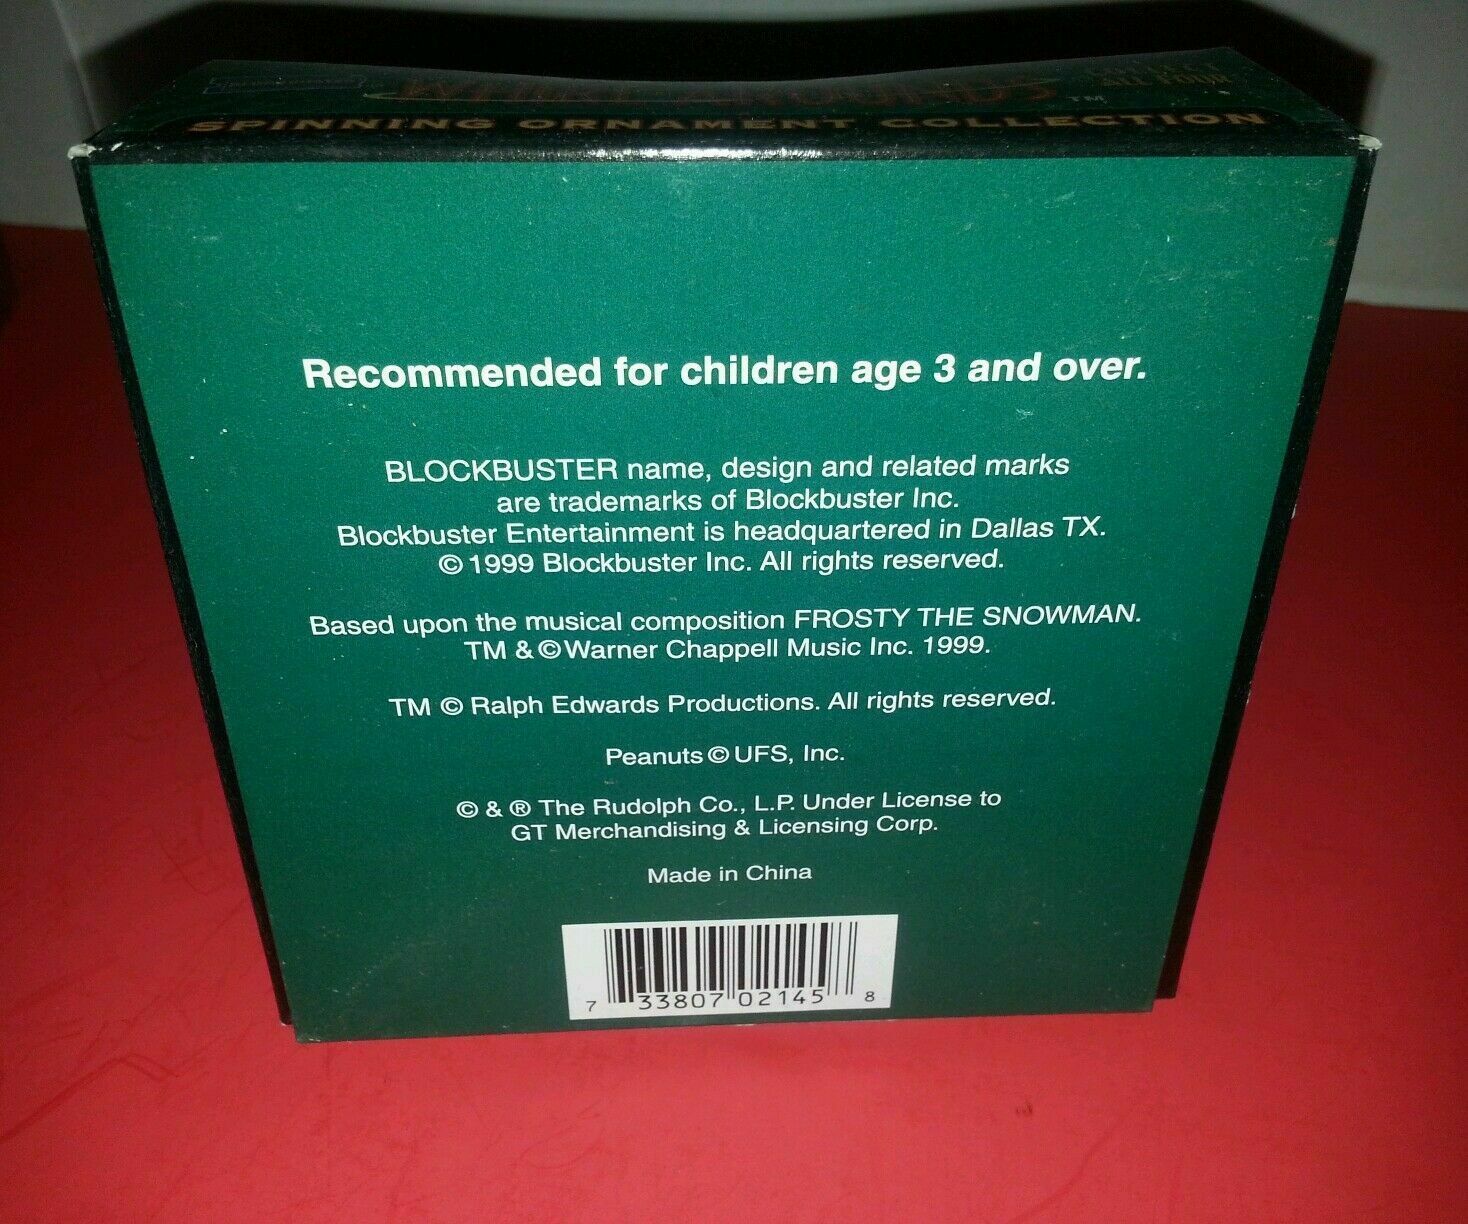 WHIRL-A-ROUNDS™
SPINNING ORNAMENT COLLECTION
Recommended for children age 3 and over.
BLOCKBUSTER name, design and related marks
are trademarks of Blockbuster Inc.
Blockbuster Entertainment is headquartered in Dallas TX.
© 1999 Blockbuster Inc. All rights reserved.
Based upon the musical composition FROSTY THE SNOWMAN.
TM & © Warner Chappell Music Inc. 1999.
TM © Ralph Edwards Productions. All rights reserved.
Peanuts © UFS, Inc.
© & ® The Rudolph Co., L.P. Under License to
GT Merchandising & Licensing Corp.
Made in China
7 33807 02145 8